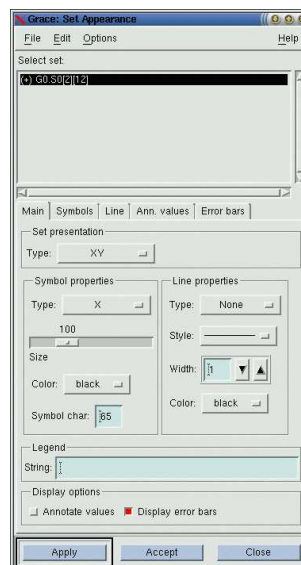 Grace: Set Appearance
File Edit Options Help
Select set:
(+) G0.S0[2][12]
Main Symbols Line Ann. values Error bars
Set presentation
Type: XY
Symbol properties Line properties
Type: X Type: None
100 Style:
Size Width: 1
Color: black Color: black
Symbol char: 65
Legend
String:
Display options
Annotate values Display error bars
Apply Accept Close